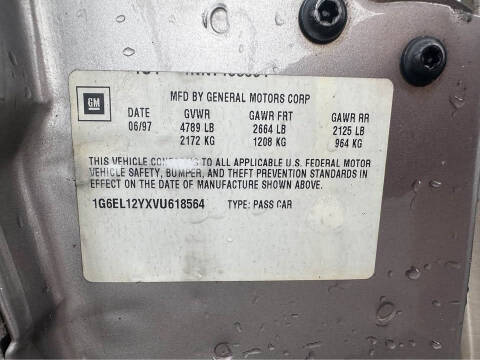 GM
MFD BY GENERAL MOTORS CORP
DATE GVWR GAWR FRT GAWR RR
06/97 4789 LB 2664 LB 2125 LB
2172 KG 1208 KG 964 KG
THIS VEHICLE TO ALL APPLICABLE U.S. FEDERAL MOTOR
VEHICLE SAFETY, BUMPER, AND THEFT PREVENTION STANDARDS IN
EFFECT ON THE DATE OF MANUFACTURE SHOWN ABOVE.
1G6EL12YXVU618564 TYPE: PASS CAR